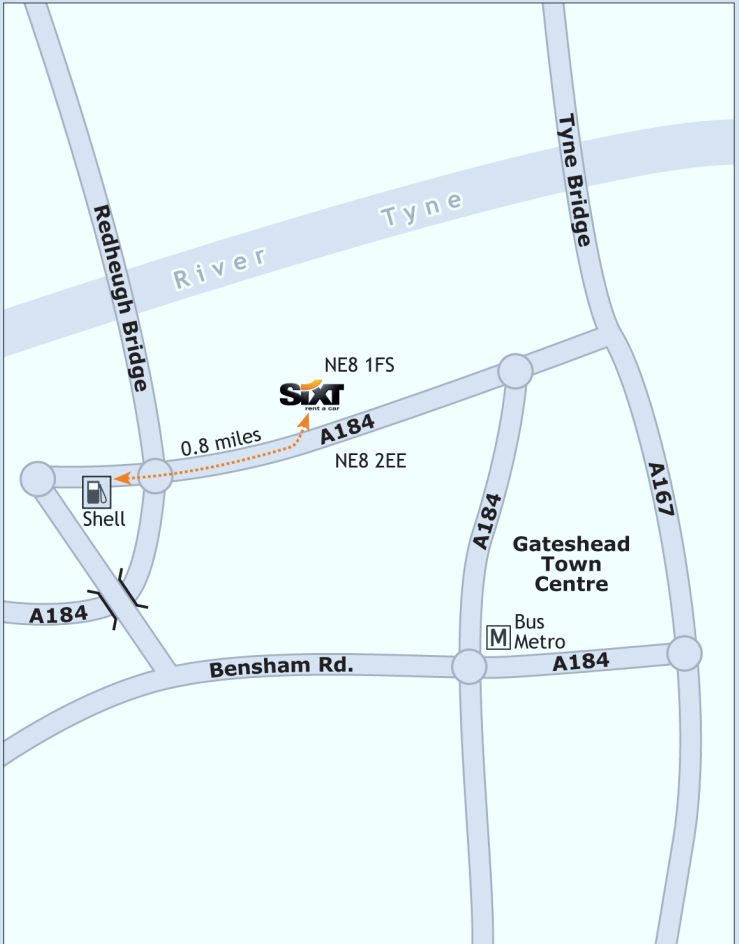 Tyne Bridge
Redheugh Bridge
River Tyne
NE8 1FS
SiXT
rent a car
0.8 miles
A184
NE8 2EE
Shell
A184
A167
Gateshead
Town
Centre
A184
M
Bus
Metro
Bensham Rd.
A184